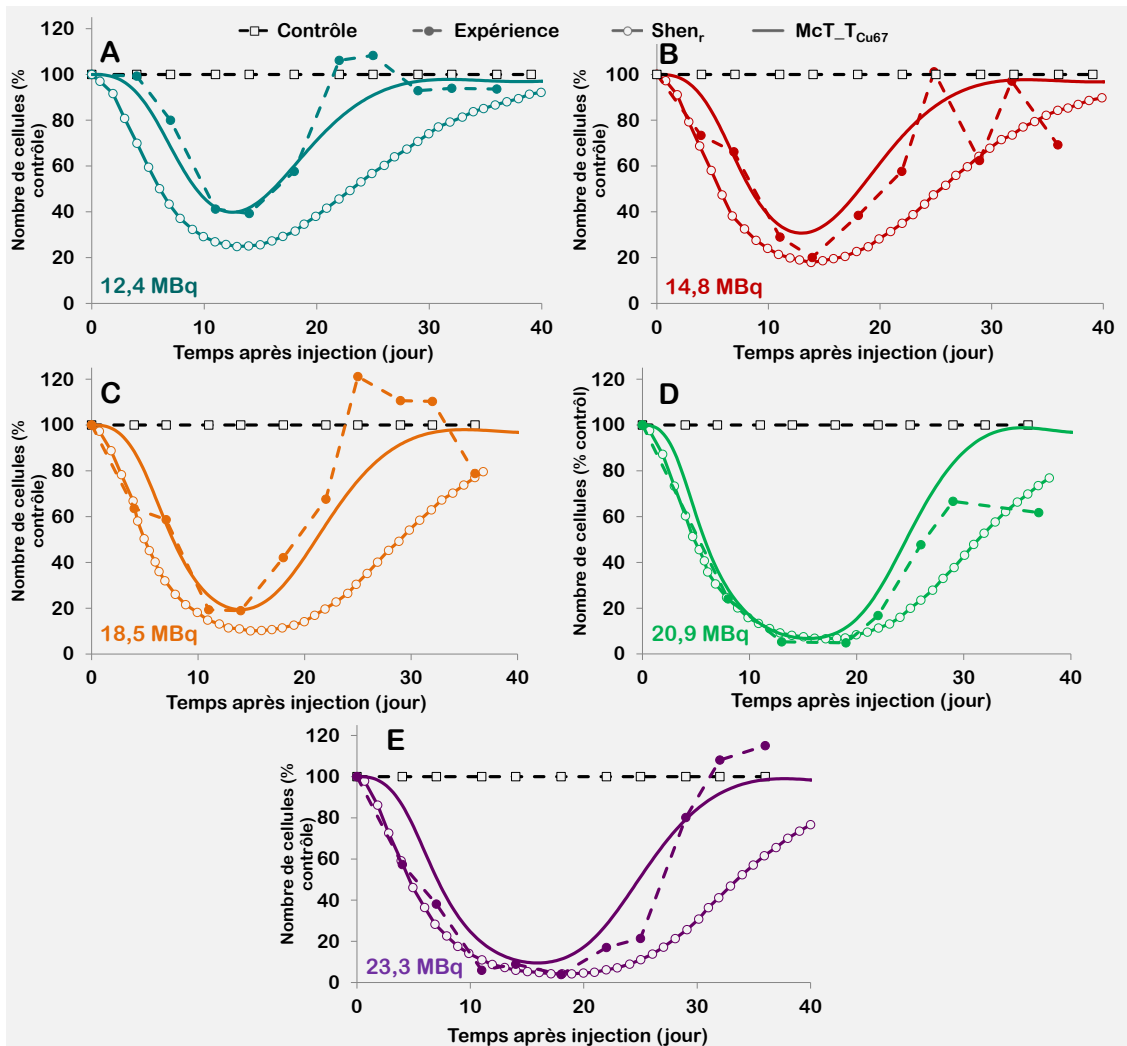 Contrôle Expérience Shenr McT_TCu67
A
120
100
80
60
40
20
0
Nombre de cellules (%
contrôle)
12,4 MBq
0 10 20 30 40
Temps après injection (jour)
B
120
100
80
60
40
20
0
Nombre de cellules (%
contrôle)
14,8 MBq
0 10 20 30 40
Temps après injection (jour)
C
120
100
80
60
40
20
0
Nombre de cellules (%
contrôle)
18,5 MBq
0 10 20 30 40
Temps après injection (jour)
D
120
100
80
60
40
20
0
Nombre de cellules (% contrôl)
20,9 MBq
0 10 20 30 40
Temps après injection (jour)
E
120
100
80
60
40
20
0
Nombre de cellules (%
contrôle)
23,3 MBq
0 10 20 30 40
Temps après injection (jour)